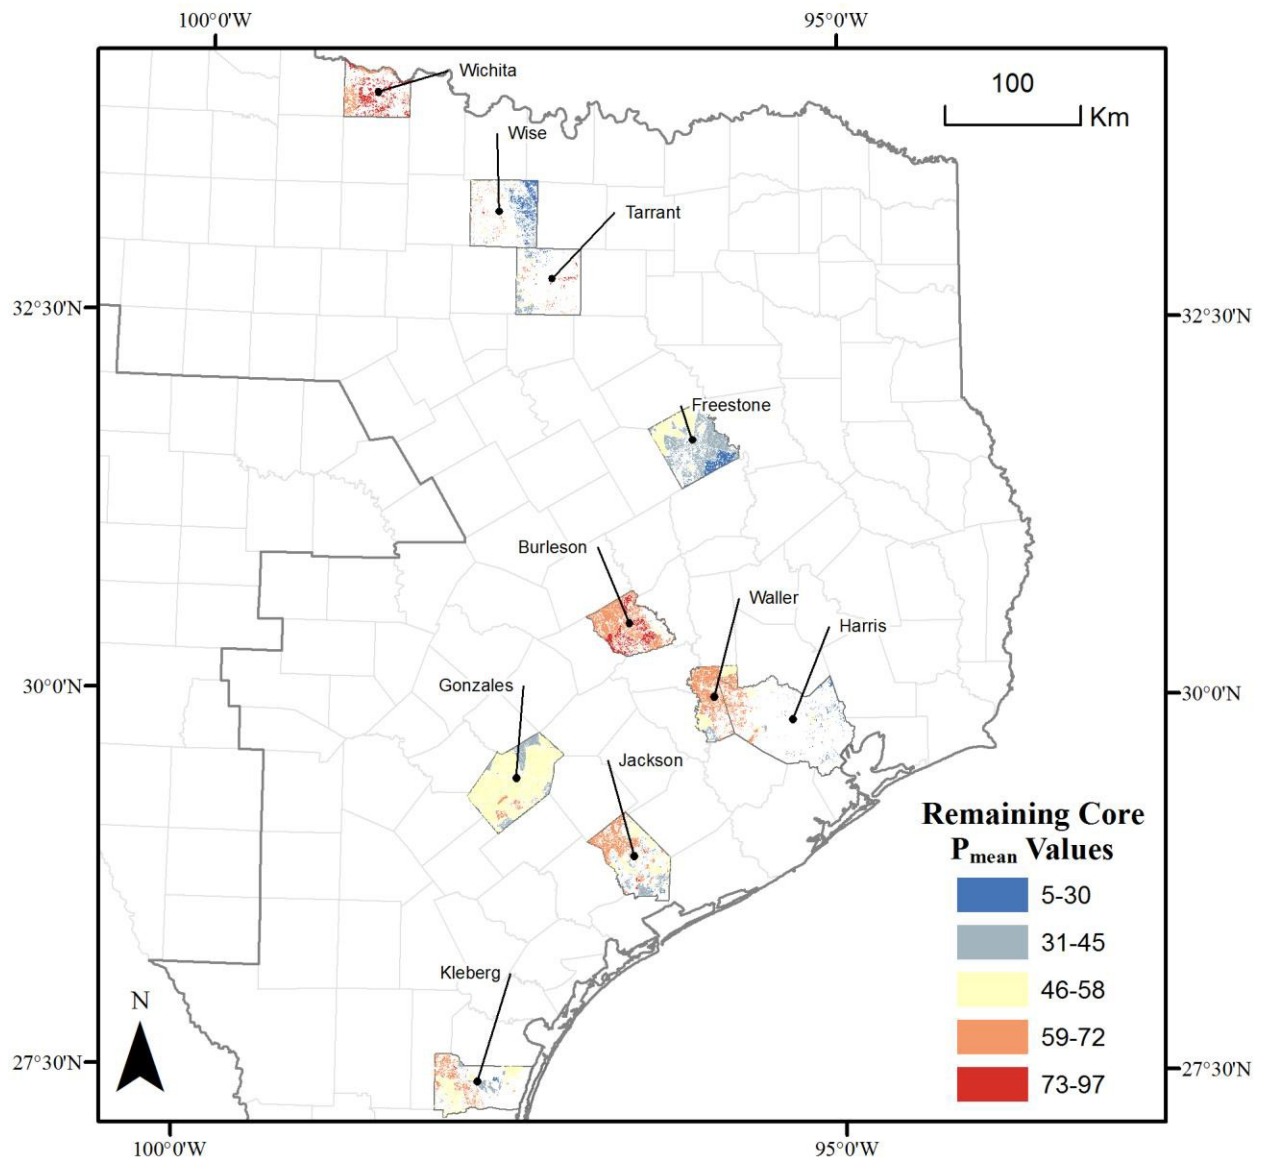 100°0'W 95°0'W
Wichita
100
Km
Wise
Tarrant
32°30'N 32°30'N
Freestone
Burleson
Waller
Harris
30°0'N 30°0'N
Gonzales
Jackson
Remaining Core
Pmean Values
5-30
31-45
46-58
59-72
73-97
Kleberg
N
27°30'N 27°30'N
100°0'W 95°0'W